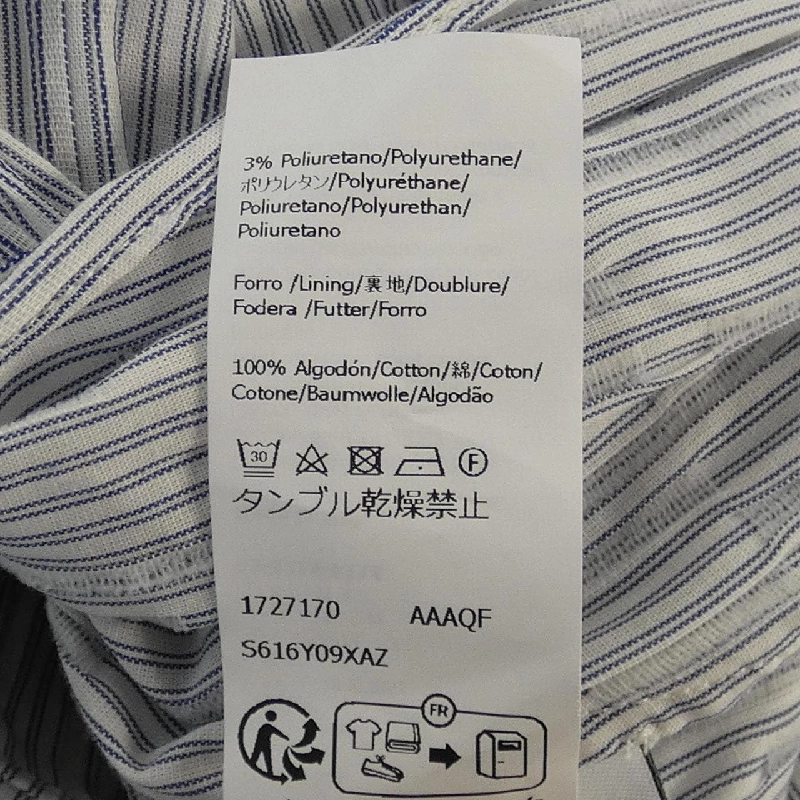 3% Poliuretano/Polyurethane/
ポリウレタン/Polyuréthane/
Poliuretano/Polyurethan/
Poliuretano
Forro /Lining/裏地/Doublure/
Fodera /Futter/Forro
100% Algodón/Cotton/綿/Coton/
Cotone/Baumwolle/Algodão
30 F
タンブル乾燥禁止
1727170 AAAQF
S616Y09XAZ
FR